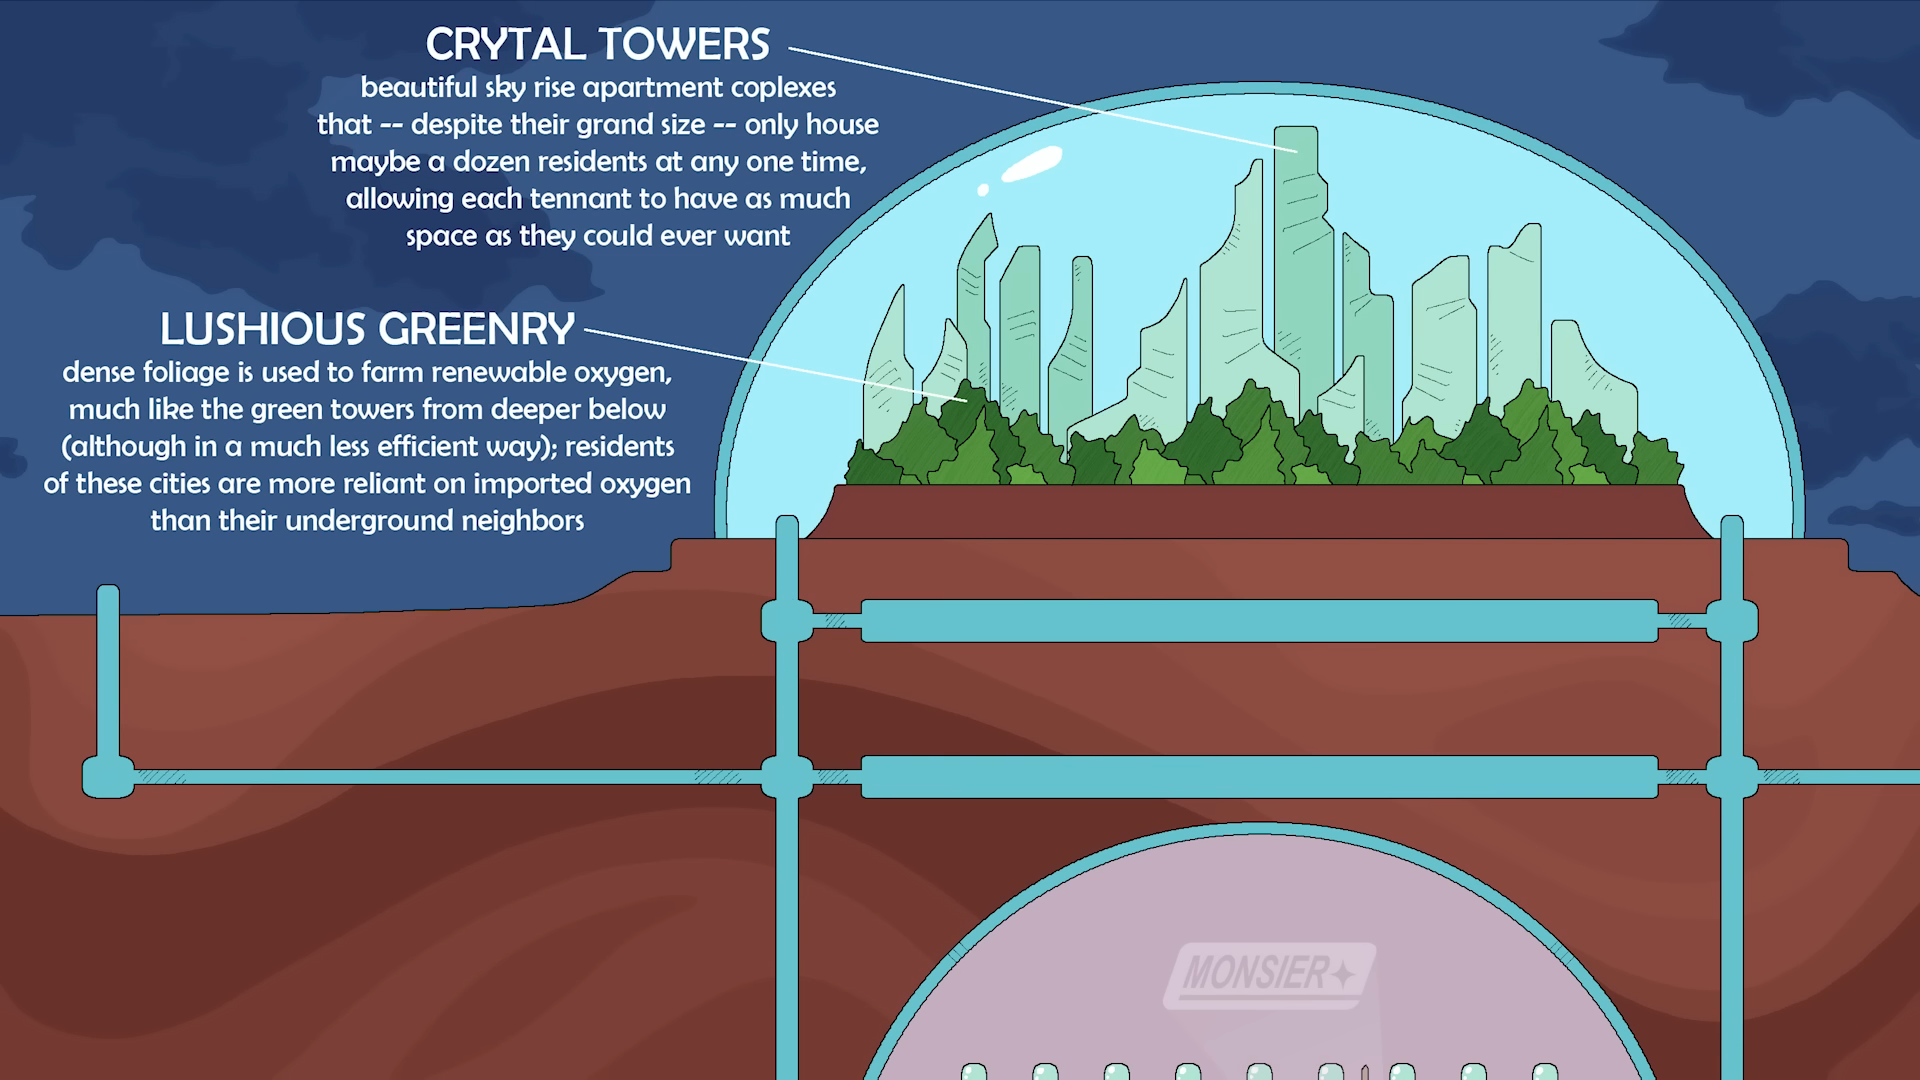 CRYTAL TOWERS
beautiful sky rise apartment coplexes
that -- despite their grand size -- only house
maybe a dozen residents at any one time,
allowing each tennant to have as much
space as they could ever want
LUSHIOUS GREENRY
dense foliage is used to farm renewable oxygen,
much like the green towers from deeper below
(although in a much less efficient way); residents
of these cities are more reliant on imported oxygen
than their underground neighbors
MONSIER